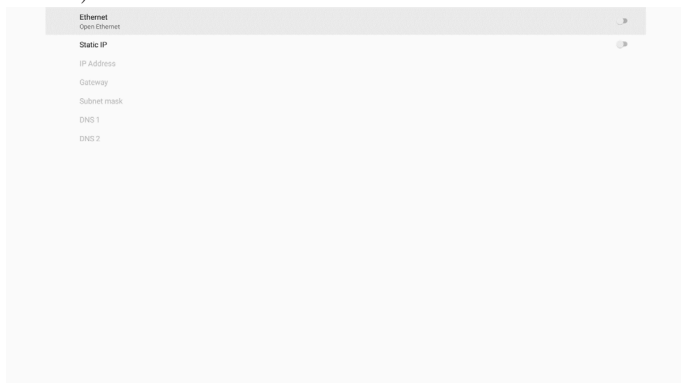 Ethernet
Open Ethernet
Static IP
IP Address
Gateway
Subnet mask
DNS 1
DNS 2